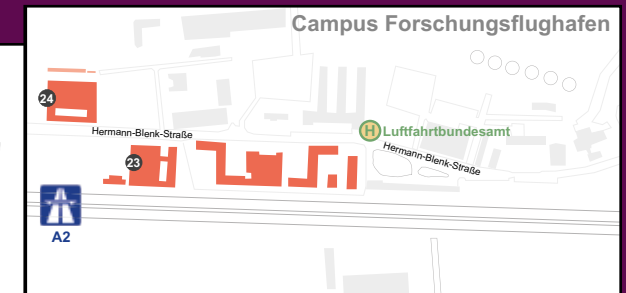 Campus Forschungsflughafen
24
Hermann-Blenk-Straße
H Luftfahrtbundesamt
Hermann-Blenk-Straße
23
A2